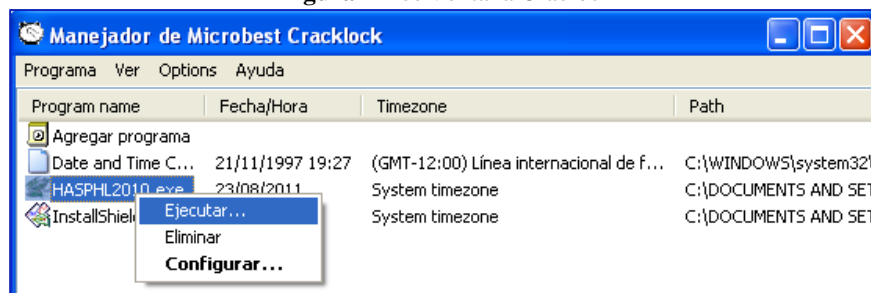 Manejador de Microbest Cracklock
Programa Ver Options Ayuda
Program name Fecha/Hora Timezone Path
Agregar programa
Date and Time C... 21/11/1997 19:27 (GMT-12:00) Línea internacional de f... C:\WINDOWS\system32\
HASPHL2010.exe 23/08/2011 System timezone C:\DOCUMENTS AND SET
InstallShiel System timezone C:\DOCUMENTS AND SET
Ejecutar...
Eliminar
Configurar...